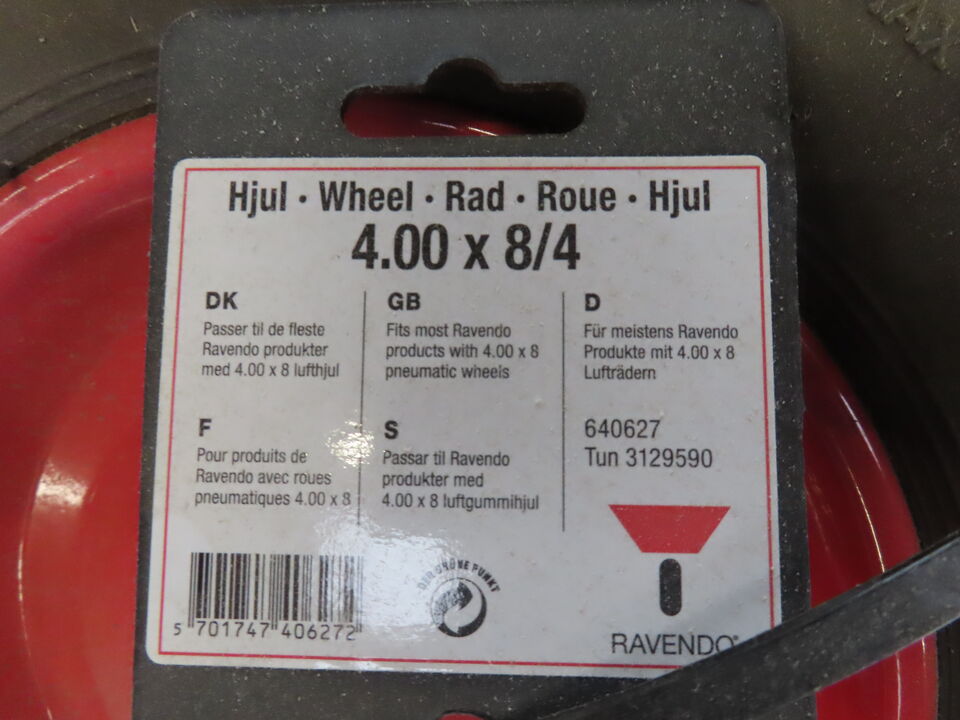 Hjul · Wheel · Rad · Roue · Hjul
4.00 x 8/4
DK
Passer til de fleste
Ravendo produkter
med 4.00 x 8 lufthjul
GB
Fits most Ravendo
products with 4.00 x 8
pneumatic wheels
D
Für meistens Ravendo
Produkte mit 4.00 x 8
Lufträdern
F
Pour produits de
Ravendo avec roues
pneumatiques 4.00 x 8
S
Passar til Ravendo
produkter med
4.00 x 8 luftgummihjul
640627
Tun 3129590
DER GRÜNE PUNKT
5 701747 406272
RAVENDO®